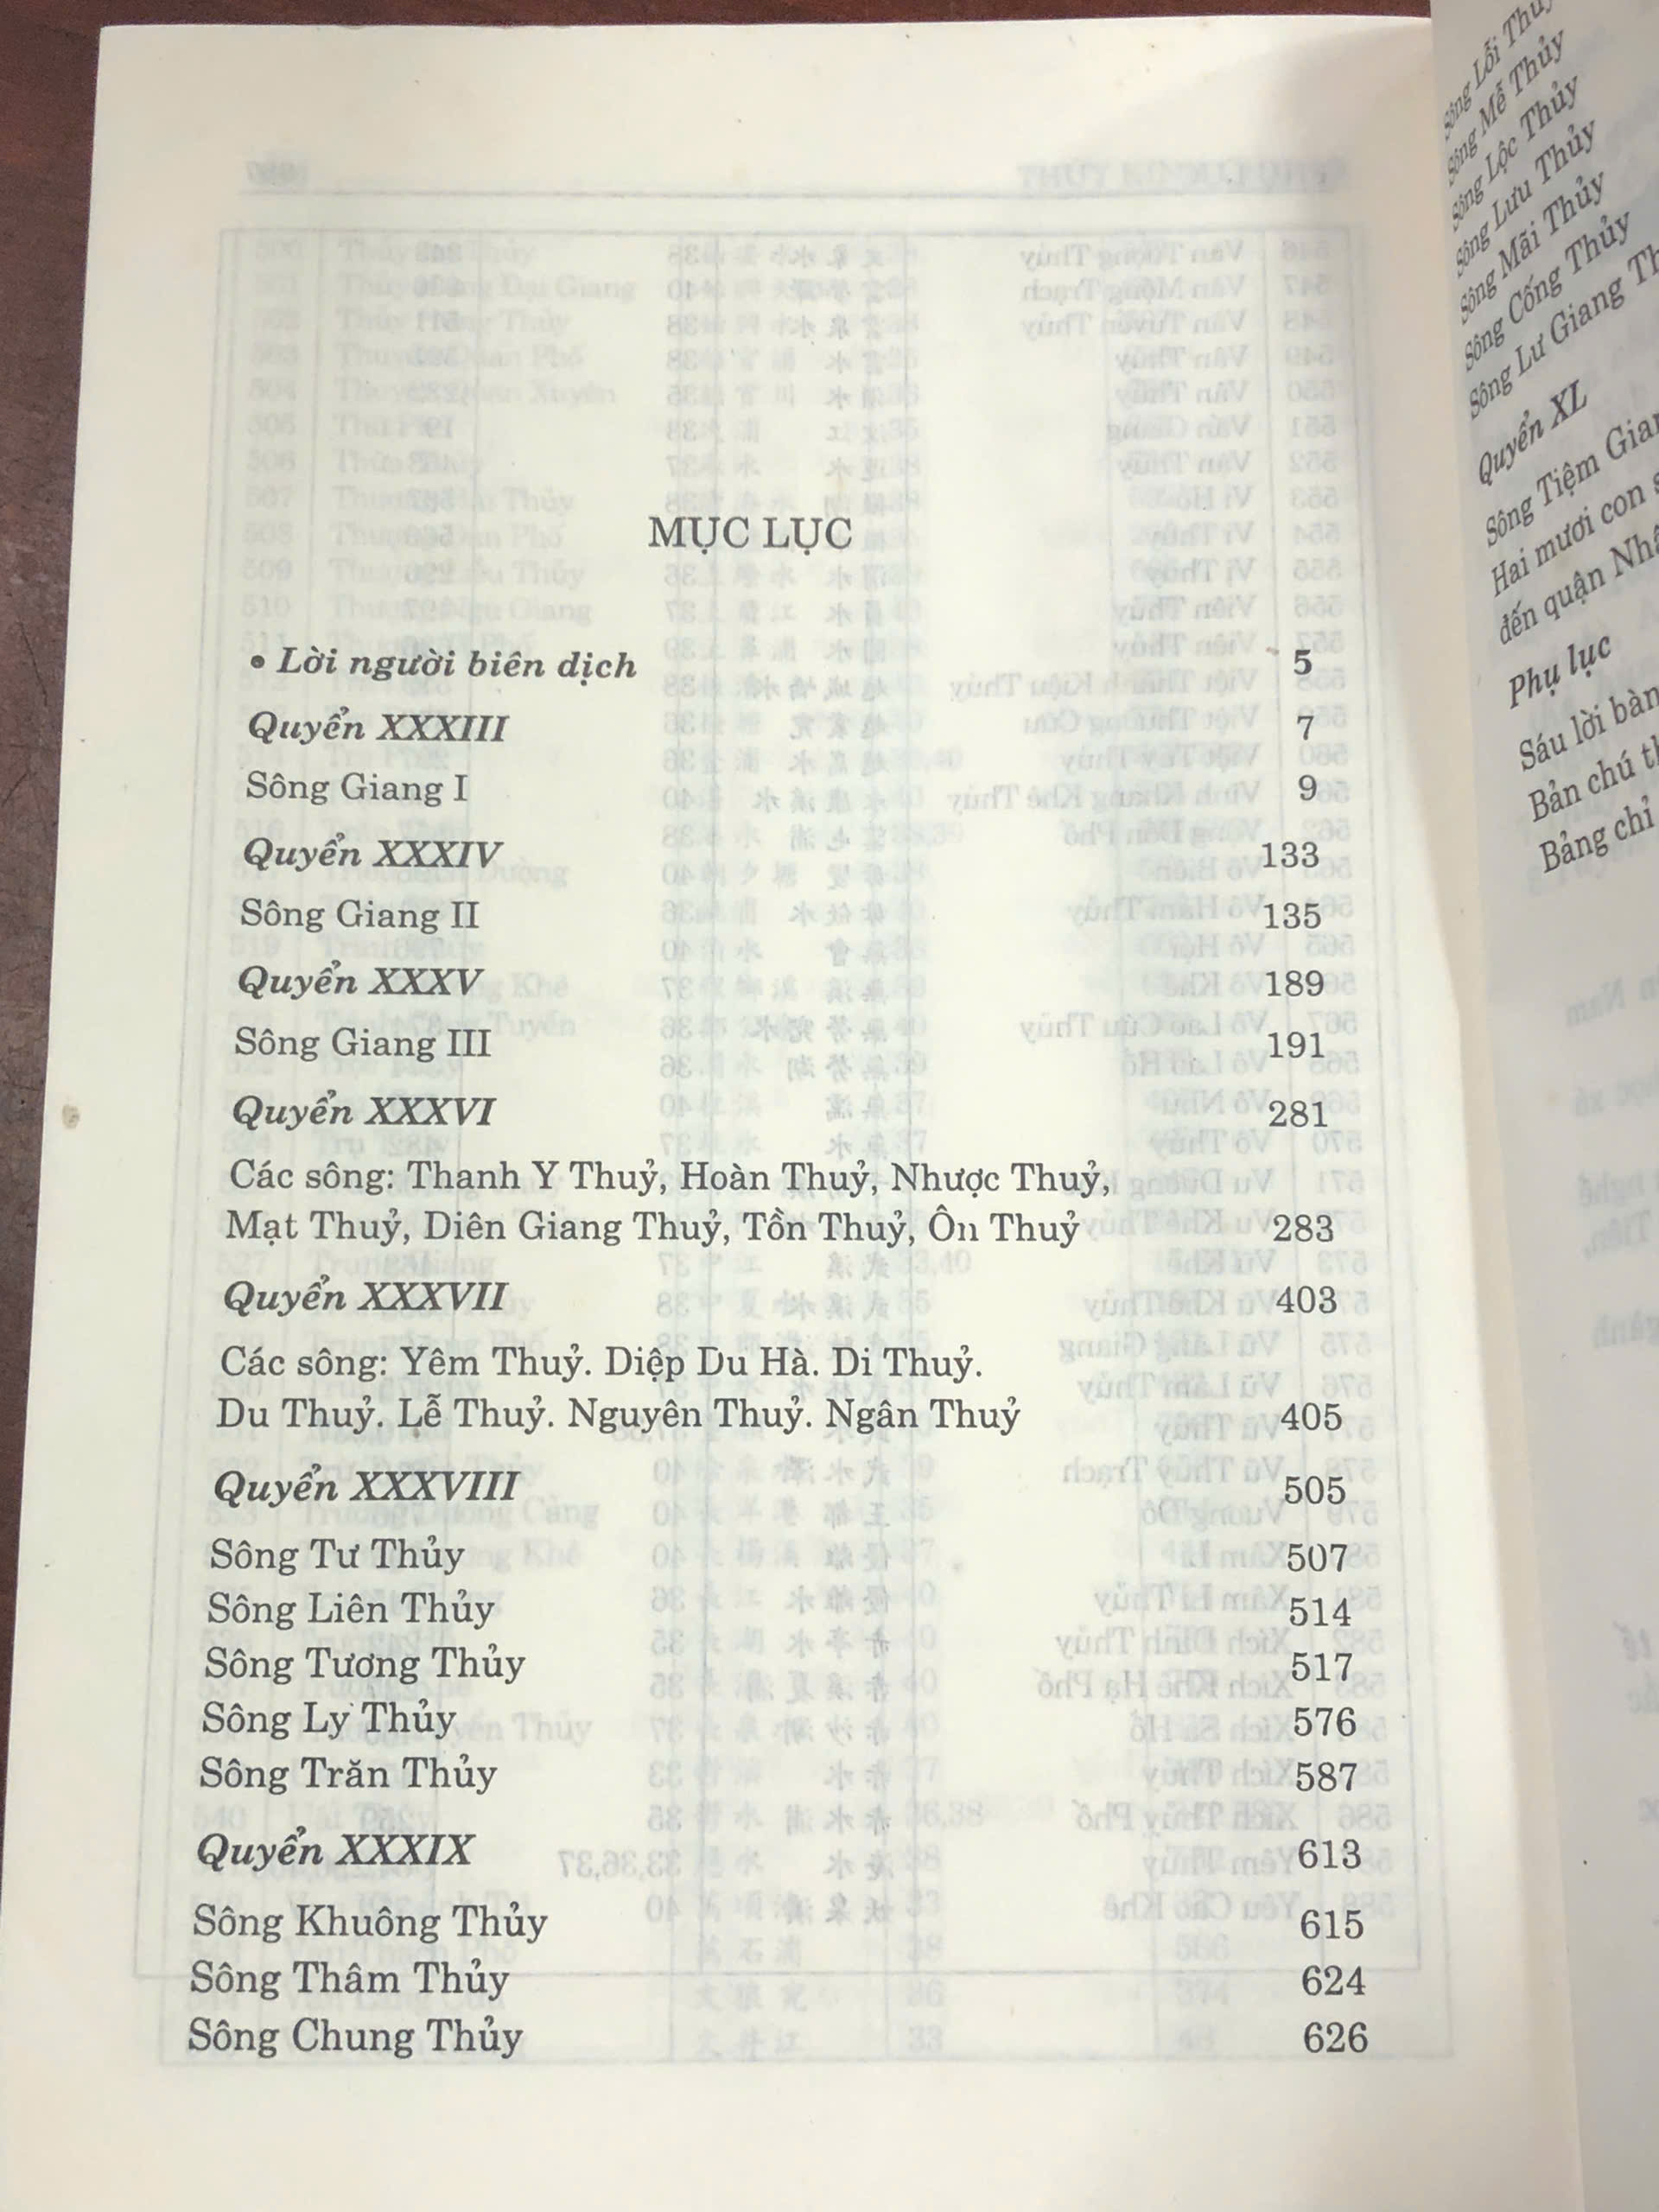 MỤC LỤC
• Lời người biên dịch 5
Quyển XXXIII 7
Sông Giang I 9
Quyển XXXIV 133
Sông Giang II 135
Quyển XXXV 189
Sông Giang III 191
Quyển XXXVI 281
Các sông: Thanh Y Thuỷ, Hoàn Thuỷ, Nhược Thuỷ,
Mạt Thuỷ, Diên Giang Thuỷ, Tồn Thuỷ, Ôn Thuỷ 283
Quyển XXXVII 403
Các sông: Yêm Thuỷ. Diệp Du Hà. Di Thuỷ.
Du Thuỷ. Lễ Thuỷ. Nguyên Thuỷ. Ngân Thuỷ 405
Quyển XXXVIII 505
Sông Tư Thủy 507
Sông Liên Thủy 514
Sông Tương Thủy 517
Sông Ly Thủy 576
Sông Trăn Thủy 587
Quyển XXXIX 613
Sông Khuông Thủy 615
Sông Thâm Thủy 624
Sông Chung Thủy 626
Sông Lỗi Thủy
Sông Mễ Thủy
Sông Lộc Thủy
Sông Lưu Thủy
Sông Mãi Thủy
Sông Cống Thủy
Sông Lư Giang
Quyển XL
Sông Tiệm
Hai mươi con
đến quận
Phụ lục
Sáu lời bàn
Bản chú
Bảng chỉ